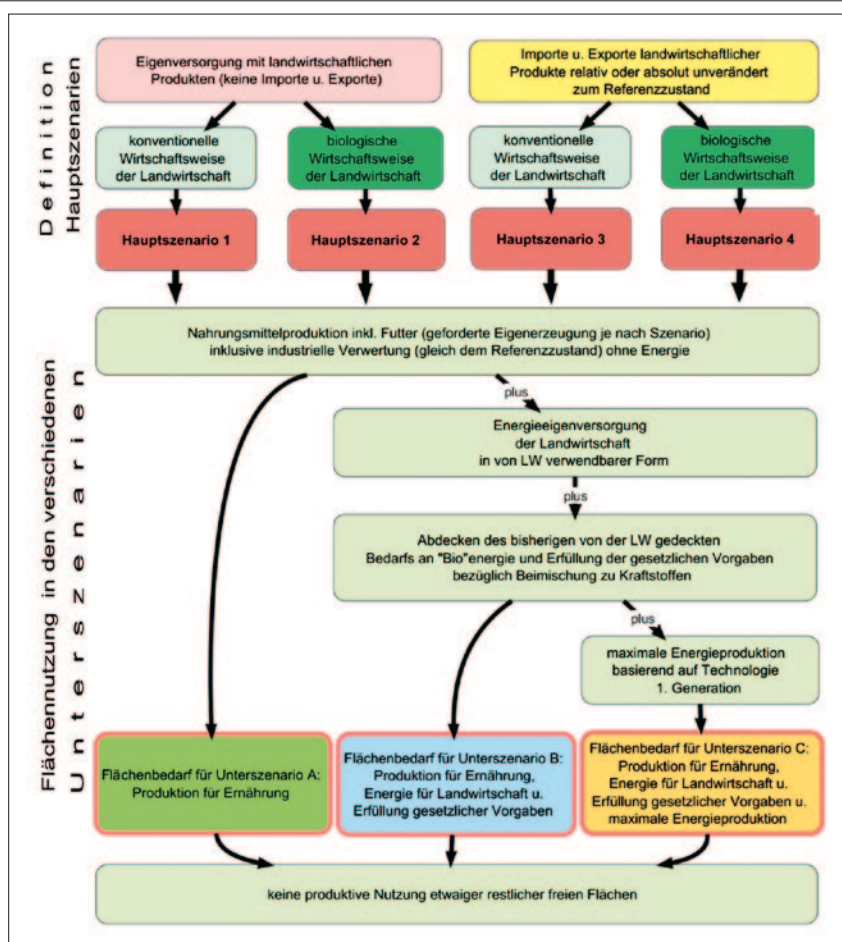 Definition
Hauptszenarien
Eigenversorgung mit landwirtschaftlichen
Produkten (keine Importe u. Exporte)
Importe u. Exporte landwirtschaftlicher
Produkte relativ oder absolut unverändert
zum Referenzzustand
konventionelle
Wirtschaftsweise
der Landwirtschaft
biologische
Wirtschaftsweise
der Landwirtschaft
konventionelle
Wirtschaftsweise
der Landwirtschaft
biologische
Wirtschaftsweise
der Landwirtschaft
Hauptszenario 1
Hauptszenario 2
Hauptszenario 3
Hauptszenario 4
Flächennutzung in den verschiedenen
Unterszenarien
Nahrungsmittelproduktion inkl. Futter (geforderte Eigenerzeugung je nach Szenario)
inklusive industrielle Verwertung (gleich dem Referenzzustand) ohne Energie
plus
Energieeigenversorgung
der Landwirtschaft
in von LW verwendbarer Form
plus
Abdecken des bisherigen von der LW gedeckten
Bedarfs an "Bio"energie und Erfüllung der gesetzlichen Vorgaben
bezüglich Beimischung zu Kraftstoffen
plus
maximale Energieproduktion
basierend auf Technologie
1. Generation
Flächenbedarf für Unterszenario A:
Produktion für Ernährung
Flächenbedarf für Unterszenario B:
Produktion für Ernährung,
Energie für Landwirtschaft u.
Erfüllung gesetzlicher Vorgaben
Flächenbedarf für Unterszenario C:
Produktion für Ernährung,
Energie für Landwirtschaft u.
Erfüllung gesetzlicher Vorgaben u.
maximale Energieproduktion
keine produktive Nutzung etwaiger restlicher freien Flächen